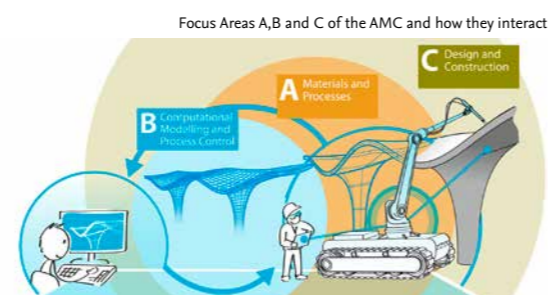 Focus Areas A,B and C of the AMC and how they interact
C Design and
Construction
A Materials and
Processes
B Computational
Modelling and
Process Control